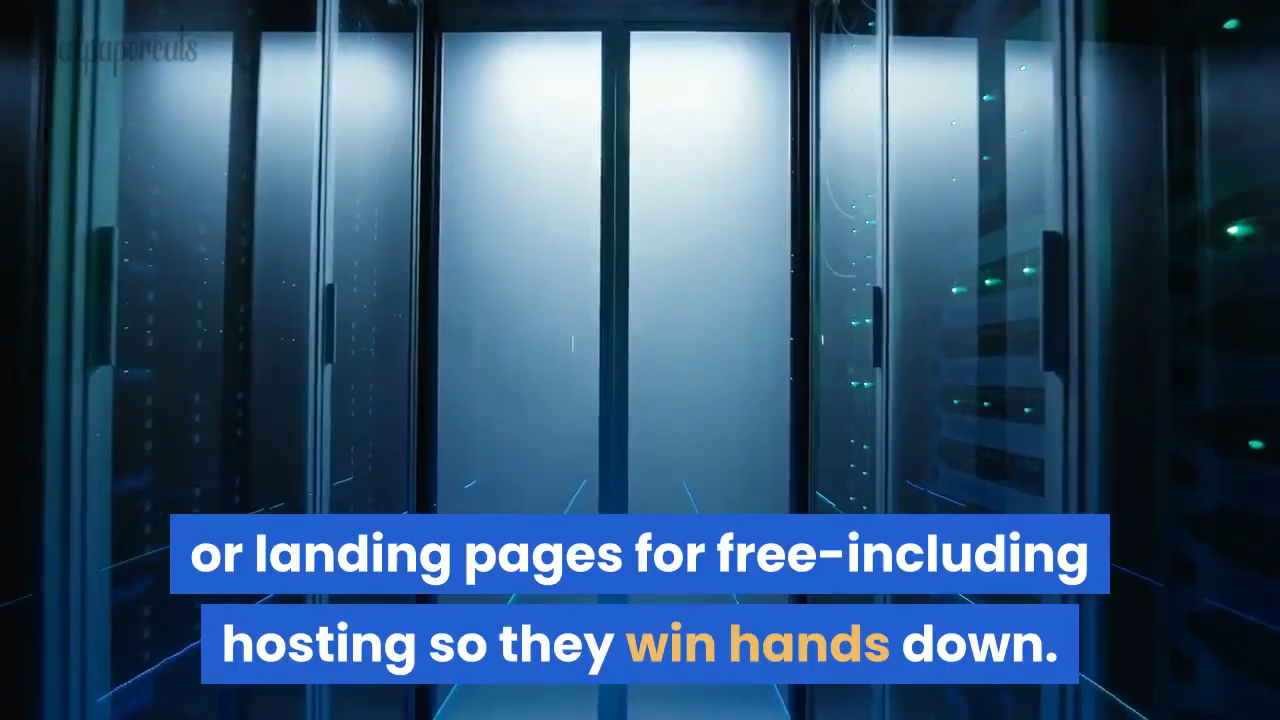 or landing pages for free-including
hosting so they win hands down.